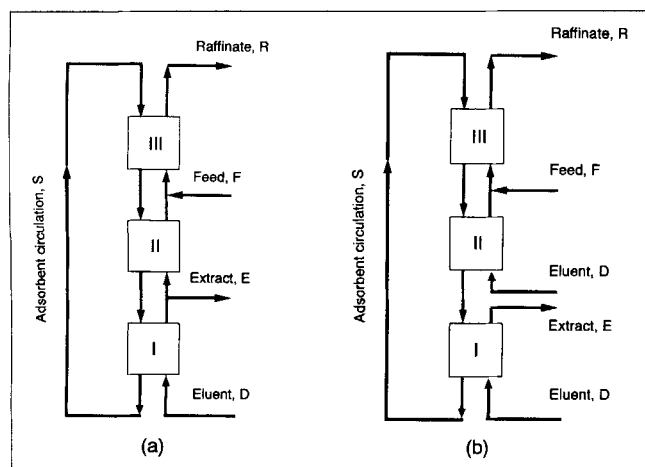 Raffinate, R
III
Feed, F
II
Extract, E
I
Eluent, D
Adsorbent circulation, S
(a)
Raffinate, R
III
Feed, F
II
Eluent, D
Extract, E
I
Eluent, D
Adsorbent circulation, S
(b)